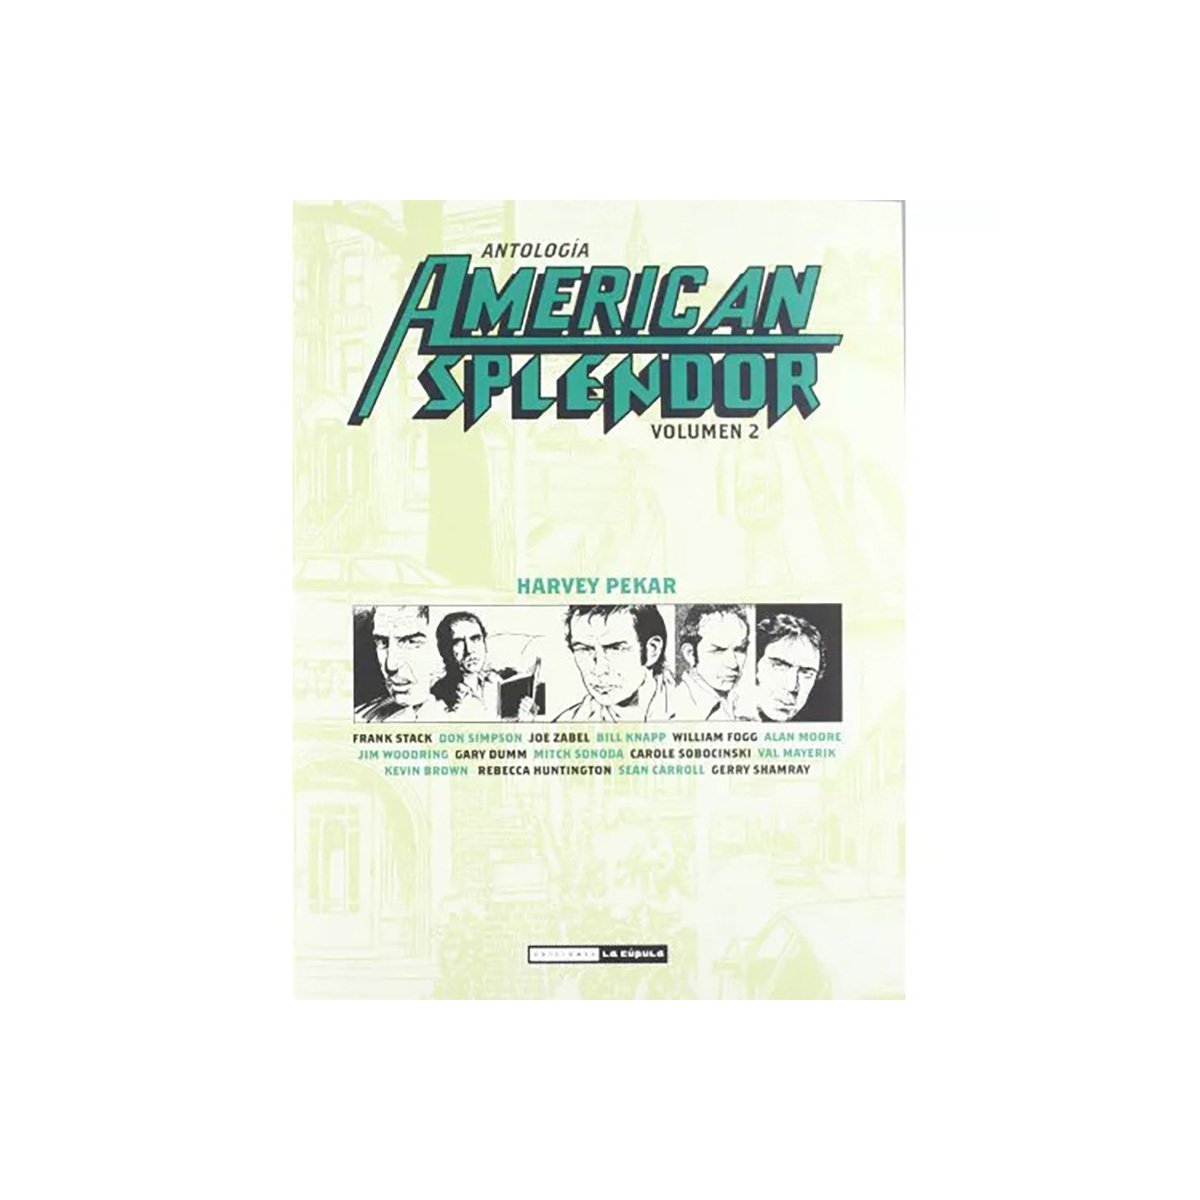 ANTOLOGÍA
AMERICAN
SPLENDOR
VOLUMEN 2
HARVEY PEKAR
FRANK STACK DON SIMPSON JOE ZABEL BILL KNAPP WILLIAM FOGG ALAN MOORE
JIM WOODRING GARY DUMM MITCH SONODA CAROLE SOBOCINSKI VAL MAYERIK
KEVIN BROWN REBECCA HUNTINGTON SEAN CARROLL GERRY SHAMRAY
EDICIONES LA CÚPULA